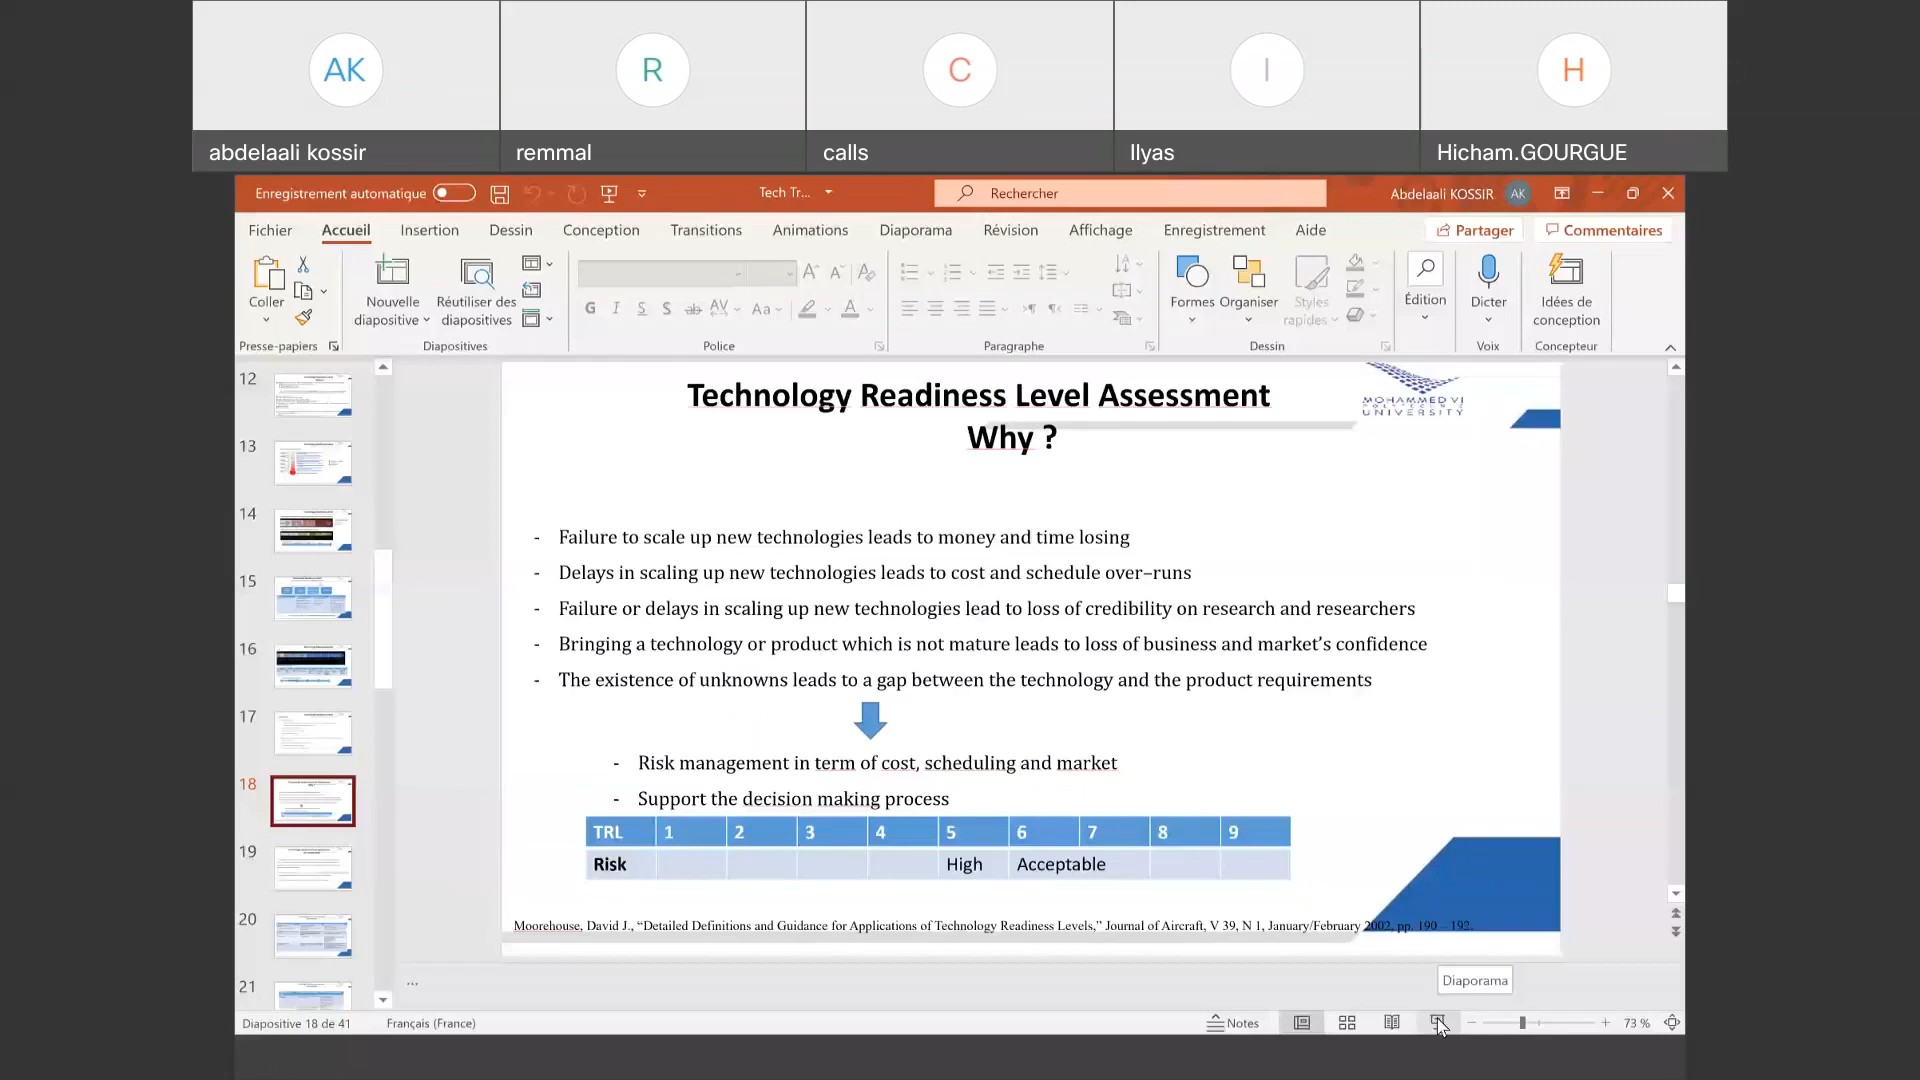 AK
R
C
I
H
abdelaali kossir
remmal
calls
Ilyas
Hicham.GOURGUE
Enregistrement automatique
Tech Tr...
Rechercher
Abdelaali KOSSIR
AK
Fichier
Accueil
Insertion
Dessin
Conception
Transitions
Animations
Diaporama
Révision
Affichage
Enregistrement
Aide
Partager
Commentaires
Coller
Nouvelle
diapositive
Réutiliser des
diapositives
G I S S ab AV Aa A
Formes
Organiser
Styles
rapides
Édition
Dicter
Idées de
conception
Presse-papiers
Diapositives
Police
Paragraphe
Dessin
Voix
Concepteur
12
13
14
15
16
17
18
19
20
21
Technology Readiness Level Assessment
Why ?
MOHAMMED VI
POLYTECHNIC
UNIVERSITY
- Failure to scale up new technologies leads to money and time losing
- Delays in scaling up new technologies leads to cost and schedule over–runs
- Failure or delays in scaling up new technologies lead to loss of credibility on research and researchers
- Bringing a technology or product which is not mature leads to loss of business and market’s confidence
- The existence of unknowns leads to a gap between the technology and the product requirements
- Risk management in term of cost, scheduling and market
- Support the decision making process
TRL 1 2 3 4 5 6 7 8 9
Risk High Acceptable
Moorehouse, David J., “Detailed Definitions and Guidance for Applications of Technology Readiness Levels,” Journal of Aircraft, V 39, N 1, January/February 2002, pp. 190 – 192.
...
Diaporama
Diapositive 18 de 41
Français (France)
Notes
73 %